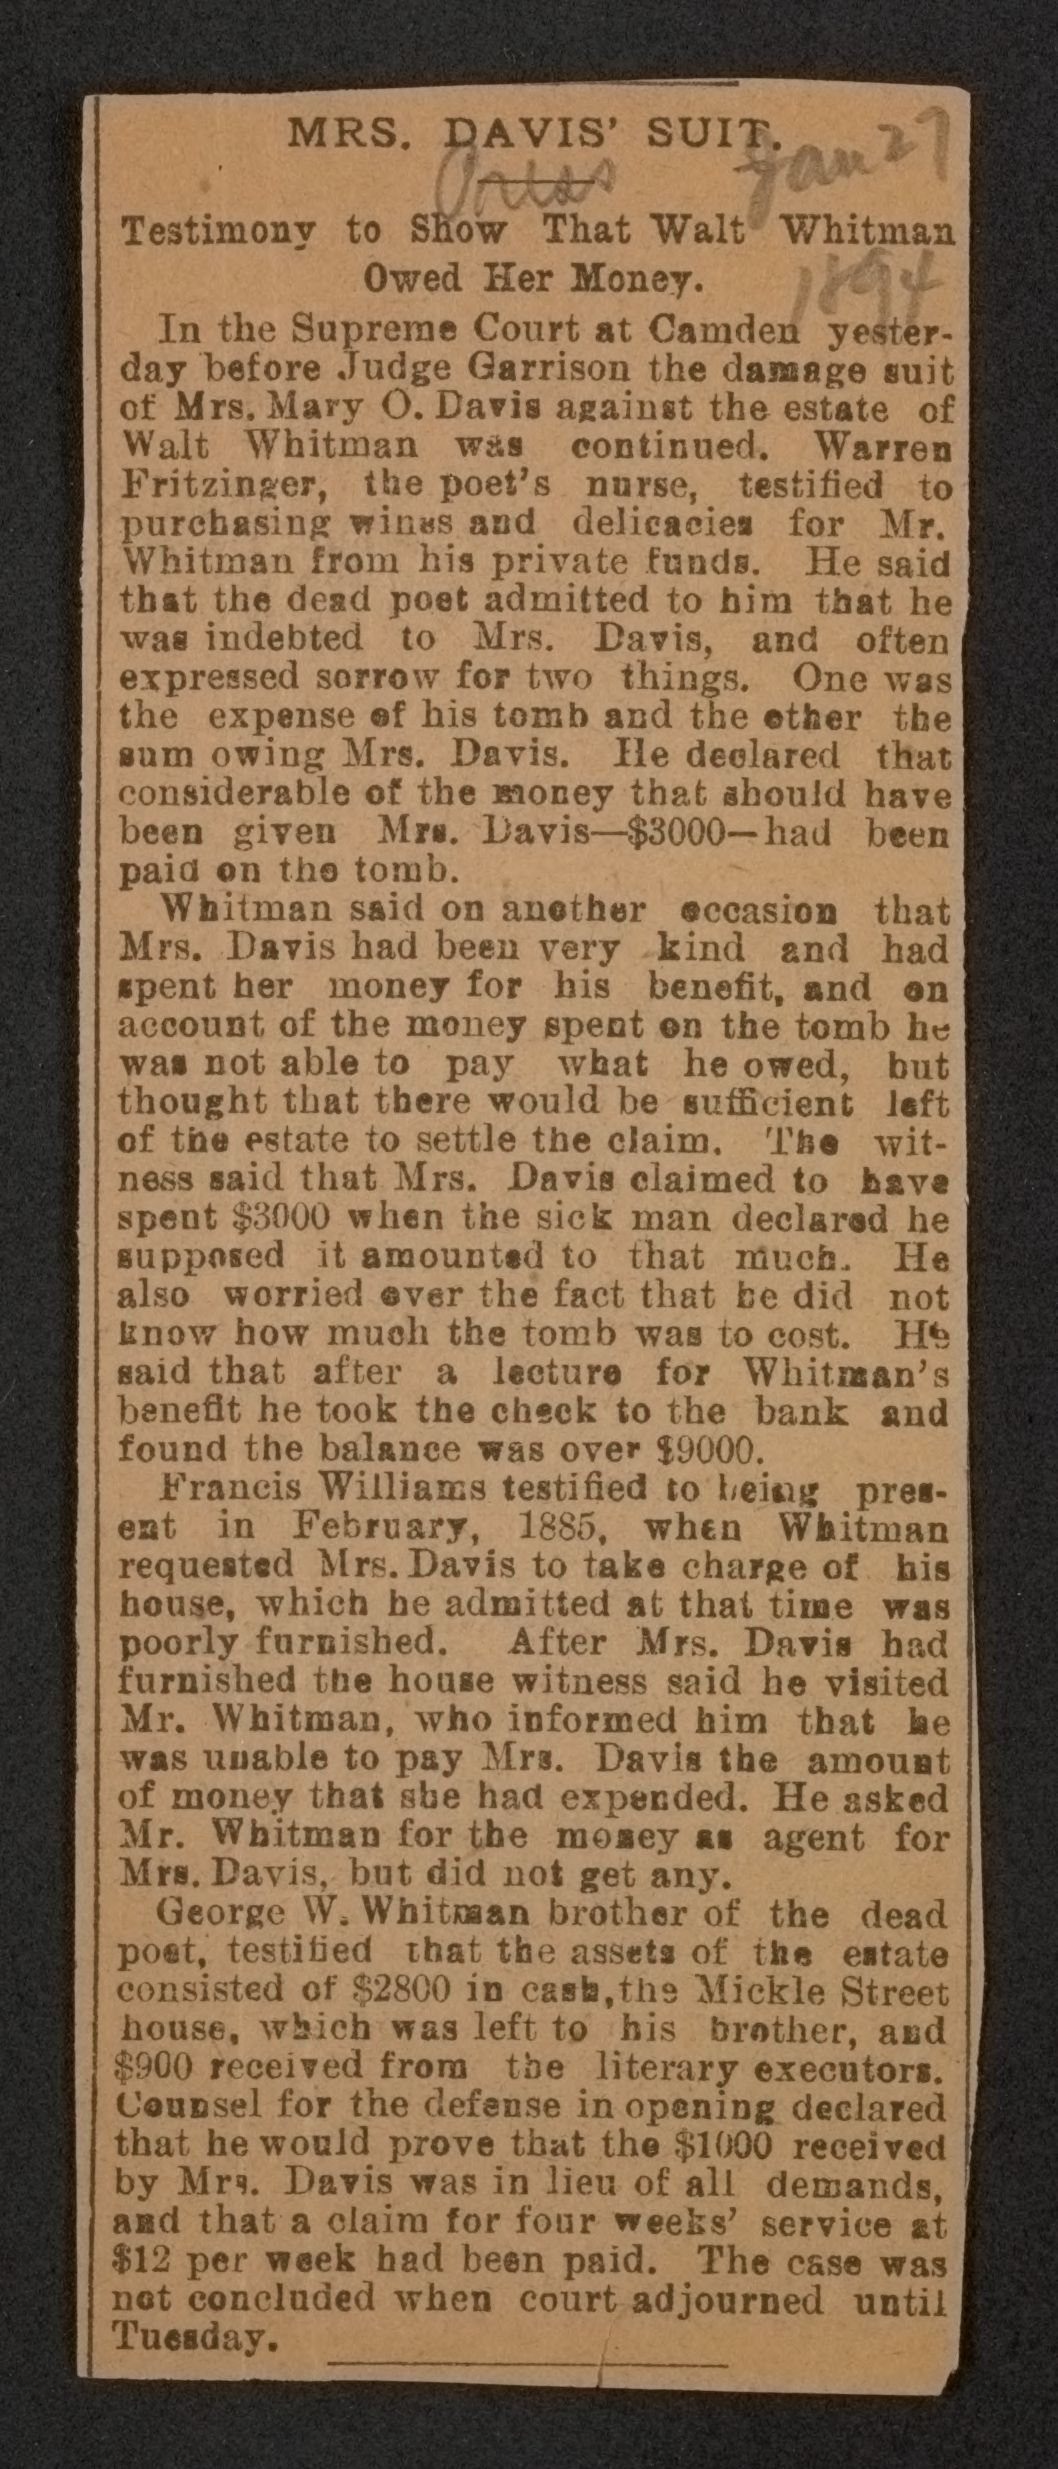 MRS. DAVIS' SUIT.
Press Jan 27
Testimony to Show That Walt Whitman
Owed Her Money.
1894
In the Supreme Court at Camden yester-
day before Judge Garrison the damage suit
of Mrs. Mary O. Davis against the estate of
Walt Whitman was continued. Warren
Fritzinger, the poet's nurse, testified to
purchasing wines and delicacies for Mr.
Whitman from his private funds. He said
that the dead poet admitted to him that he
was indebted to Mrs. Davis, and often
expressed sorrow for two things. One was
the expense of his tomb and the other the
sum owing Mrs. Davis. He declared that
considerable of the money that should have
been given Mrs. Davis—$3000—had been
paid on the tomb.
Whitman said on another occasion that
Mrs. Davis had been very kind and had
spent her money for his benefit, and on
account of the money spent on the tomb he
was not able to pay what he owed, but
thought that there would be sufficient left
of the estate to settle the claim. The wit-
ness said that Mrs. Davis claimed to have
spent $3000 when the sick man declared he
supposed it amounted to that much. He
also worried over the fact that he did not
know how much the tomb was to cost. He
said that after a lecture for Whitman's
benefit he took the check to the bank and
found the balance was over $9000.
Francis Williams testified to being pres-
ent in February, 1885, when Whitman
requested Mrs. Davis to take charge of his
house, which he admitted at that time was
poorly furnished. After Mrs. Davis had
furnished the house witness said he visited
Mr. Whitman, who informed him that he
was unable to pay Mrs. Davis the amount
of money that she had expended. He asked
Mr. Whitman for the money as agent for
Mrs. Davis, but did not get any.
George W. Whitman brother of the dead
poet, testified that the assets of the estate
consisted of $2800 in cash, the Mickle Street
house, which was left to his brother, and
$900 received from the literary executors.
Counsel for the defense in opening declared
that he would prove that the $1000 received
by Mrs. Davis was in lieu of all demands,
and that a claim for four weeks' service at
$12 per week had been paid. The case was
not concluded when court adjourned until
Tuesday.